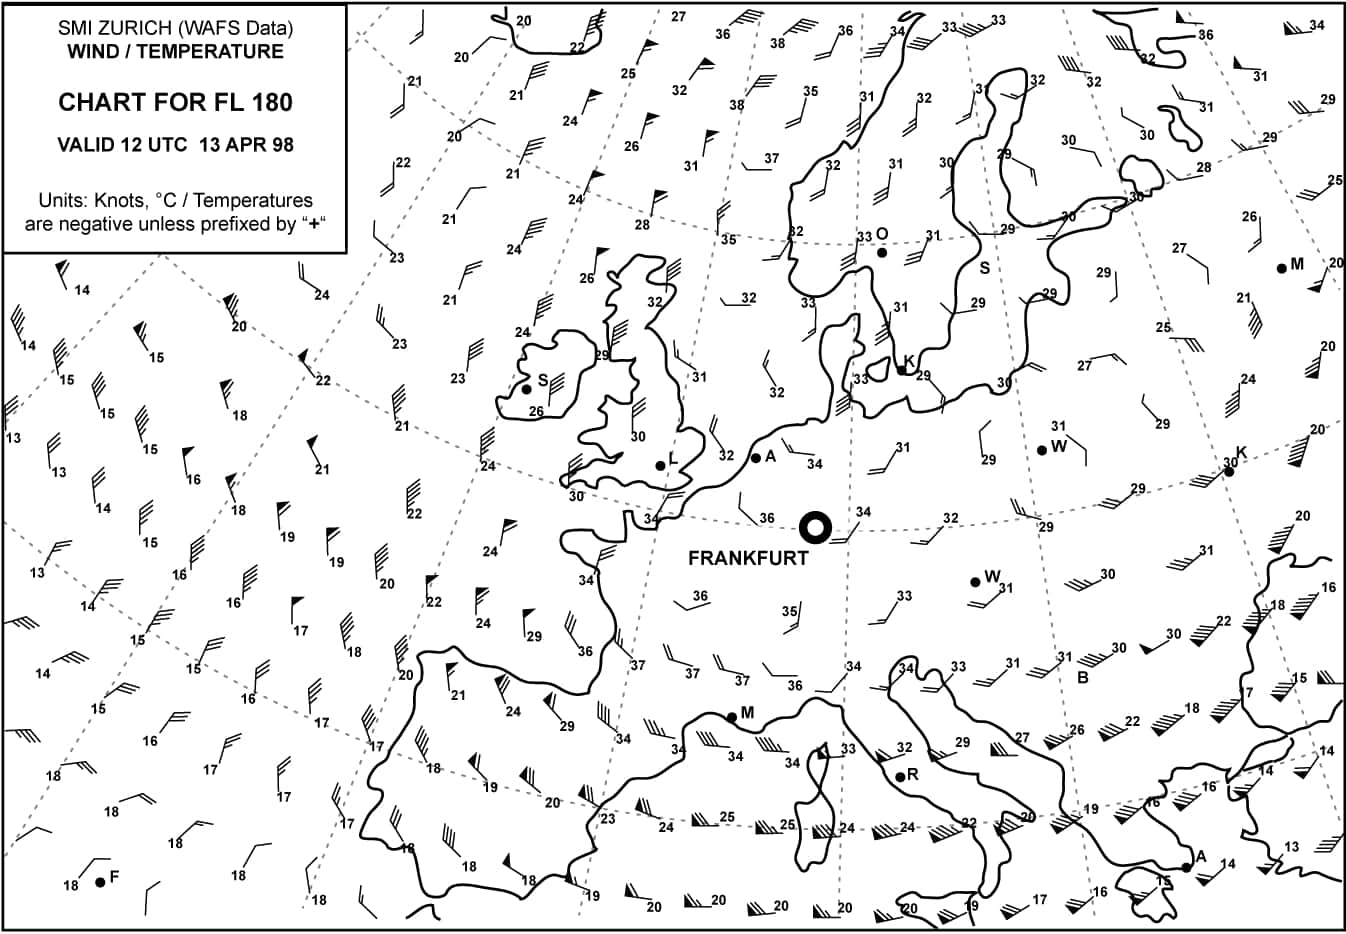 SMI ZURICH (WAFS Data)
WIND / TEMPERATURE
CHART FOR FL 180
VALID 12 UTC 13 APR 98
Units: Knots, °C / Temperatures
are negative unless prefixed by “+“
20 22 27 36 38 36 34 33 33 36 34
20 25 32 32 32 31
21 21 24 32 38 35 31 32 31 32 31 29
20 26 31 37 30 30 29
22 21 24 32 31 30 29 28 25
21 28 35 32 30 30 26
23 24 33 O 31 29 27
14 24 21 26 32 32 33 S 29 29 M 20
20 24 31 29 21
14 15 15 23 23 29 25 20
22 S 31 32 33 K 29 30 27 24
15 18 21 26
13 15 30 32 A 34 31 29 31 29 W 20
13 16 21 24 L 30 K
14 18 22 30 34 36 34 32 29 29 20
15 19 19 24 FRANKFURT
13 16 20 34 W 31 30 31 16
14 16 22 24 36 35 33 18
15 17 29 22
14 15 18 20 36 37 37 37 36 34 34 33 31 31 B 30 30
15 16 17 21 24 29 M 15
16 17 34 34 34 34 33 32 29 27 26 22 18 17
18 17 18 19 20 R 14 14
18 17 17 23 24 25 25 24 24 22 20 19 16 16
18 18 18 18 18 13
18 F 18 19 20 20 20 20 20 19 17 16 15 A 14